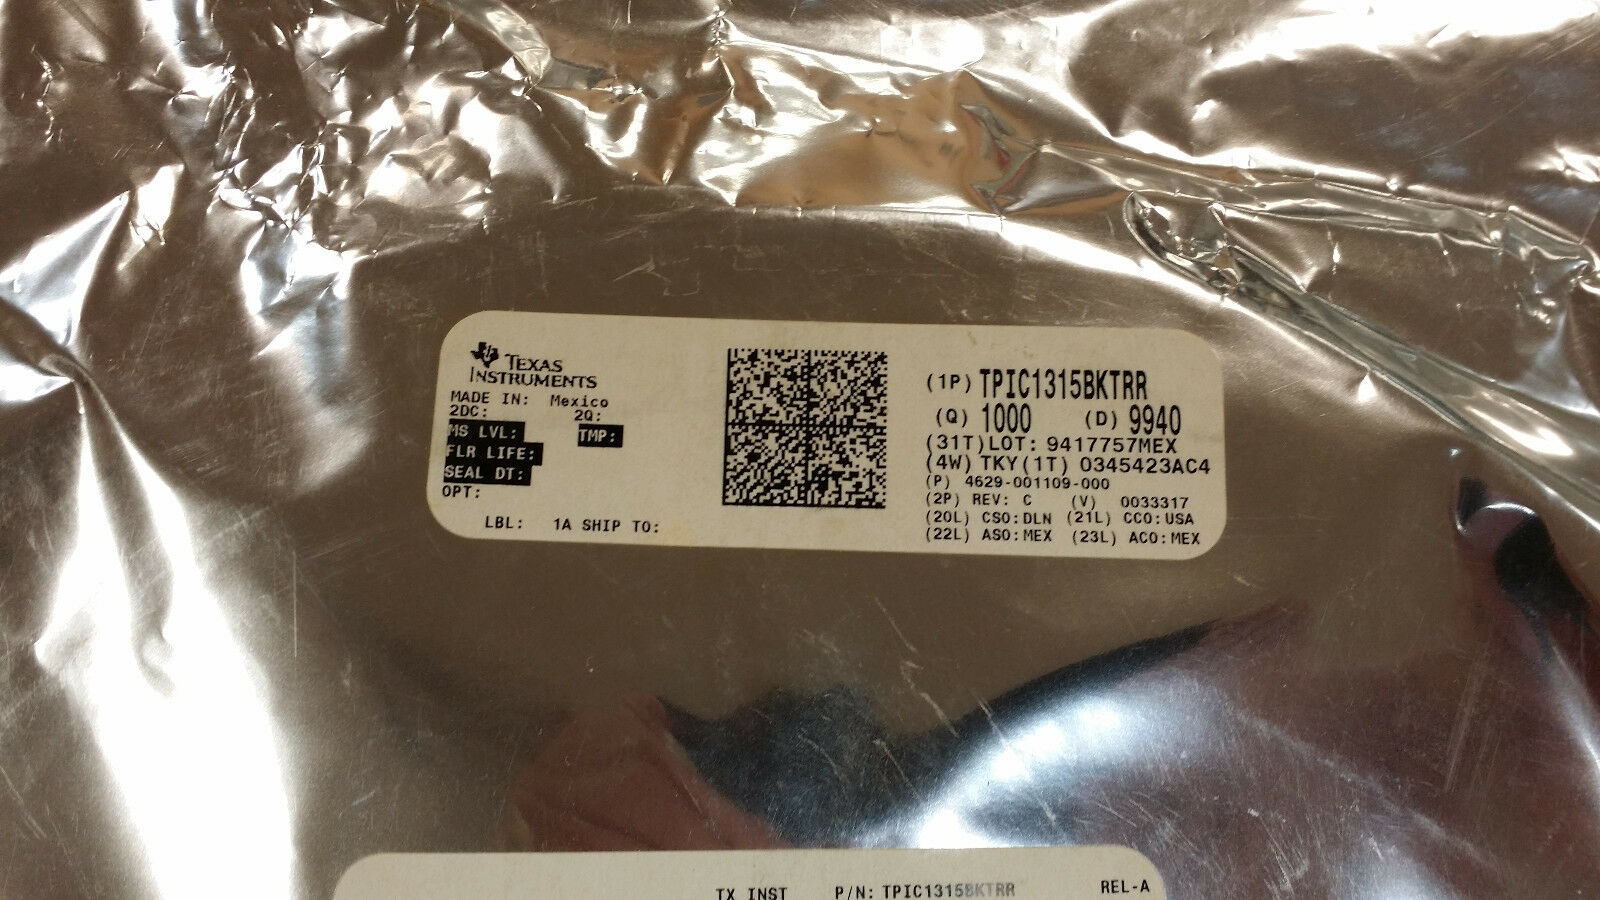 TEXAS
INSTRUMENTS
MADE IN: Mexico
2DC: 2Q:
MS LVL: TMP:
FLR LIFE:
SEAL DT:
OPT:
LBL: 1A SHIP TO:
(1P) TPIC1315BKTRR
(Q) 1000 (D) 9940
(31T)LOT: 9417757MEX
(4W) TKY(1T) 0345423AC4
(P) 4629-001109-000
(2P) REV: C (V) 0033317
(20L) CSO:DLN (21L) CCO:USA
(22L) ASO:MEX (23L) ACO:MEX
TX INST P/N: TPIC1315BKTRR REL-A